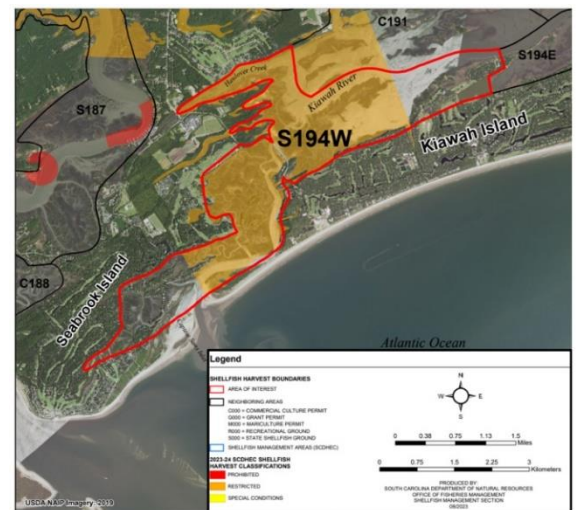 C191
S194E
Haulover Creek
Kiawah River
S187
S194W
Kiawah Island
Seabrook Island
C188
Atlantic Ocean
Legend
SHELLFISH HARVEST BOUNDARIES
AREA OF INTEREST
NEIGHBORING AREAS
C000 = COMMERCIAL CULTURE PERMIT
G000 = GRANT PERMIT
M000 = MARICULTURE PERMIT
R000 = RECREATIONAL GROUND
S000 = STATE SHELLFISH GROUND
SHELLFISH MANAGEMENT AREAS (SCDHEC)
2023-24 SCDHEC SHELLFISH
HARVEST CLASSIFICATIONS
PROHIBITED
RESTRICTED
SPECIAL CONDITIONS
N
W E
S
0 0.38 0.75 1.13 1.5
Miles
0 0.75 1.5 2.25 3
Kilometers
PRODUCED BY:
SOUTH CAROLINA DEPARTMENT OF NATURAL RESOURCES
OFFICE OF FISHERIES MANAGEMENT
SHELLFISH MANAGEMENT SECTION
08/2023
USDA NAIP Imagery, 2019